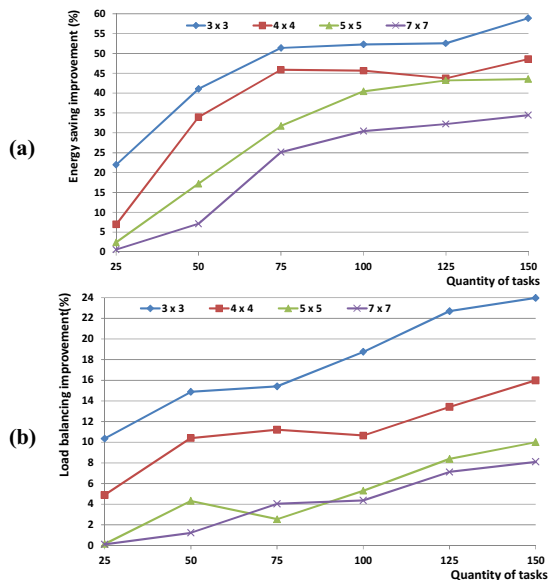 (a)
Energy saving improvement (%)
60
55
50
45
40
35
30
25
20
15
10
5
0
3 x 3 4 x 4 5 x 5 7 x 7
25 50 75 100 125 150
Quantity of tasks
(b)
Load balancing improvement(%)
24
22
20
18
16
14
12
10
8
6
4
2
0
3 x 3 4 x 4 5 x 5 7 x 7
25 50 75 100 125 150
Quantity of tasks